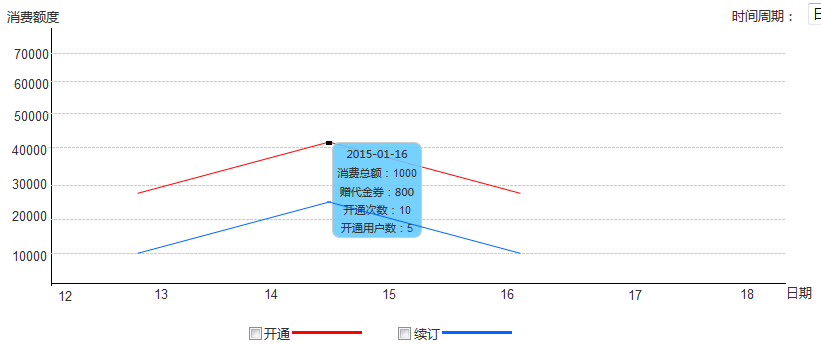 消费额度
时间周期：
70000
60000
50000
40000
30000
20000
10000
2015-01-16
消费总额：1000
赠代金券：800
开通次数：10
开通用户数：5
12 13 14 15 16 17 18 日期
开通 续订